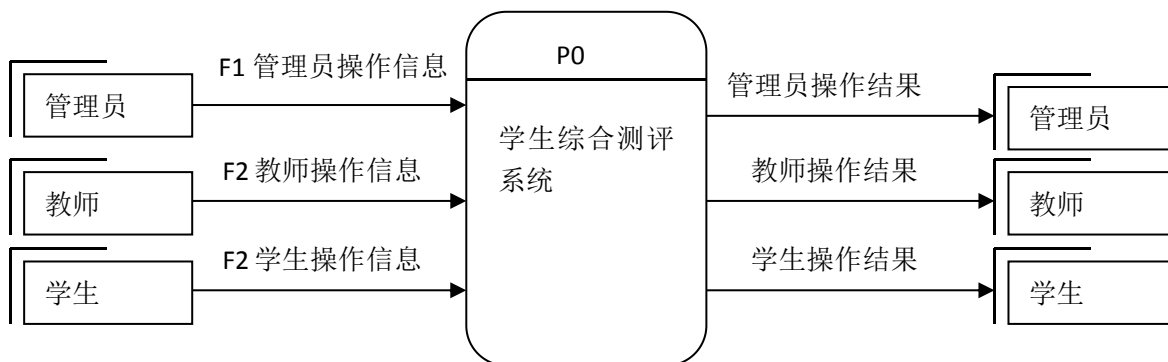 P0
F1 管理员操作信息
管理员操作结果
管理员
管理员
学生综合测评
系统
F2 教师操作信息
教师操作结果
教师
教师
F2 学生操作信息
学生操作结果
学生
学生